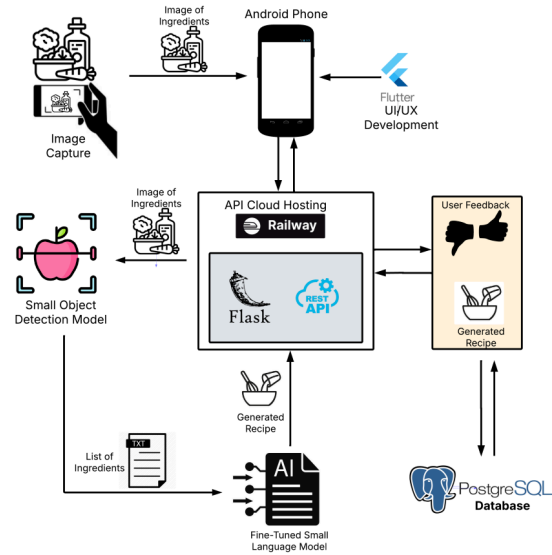 Image of
Ingredients
Android Phone
Flutter
UI/UX
Development
Image
Capture
Image of
Ingredients
API Cloud Hosting
Railway
User Feedback
Flask
REST
API
Small Object
Detection Model
Generated
Recipe
Generated
Recipe
List of
Ingredients
TXT
AI
PostgreSQL
Database
Fine-Tuned Small
Language Model